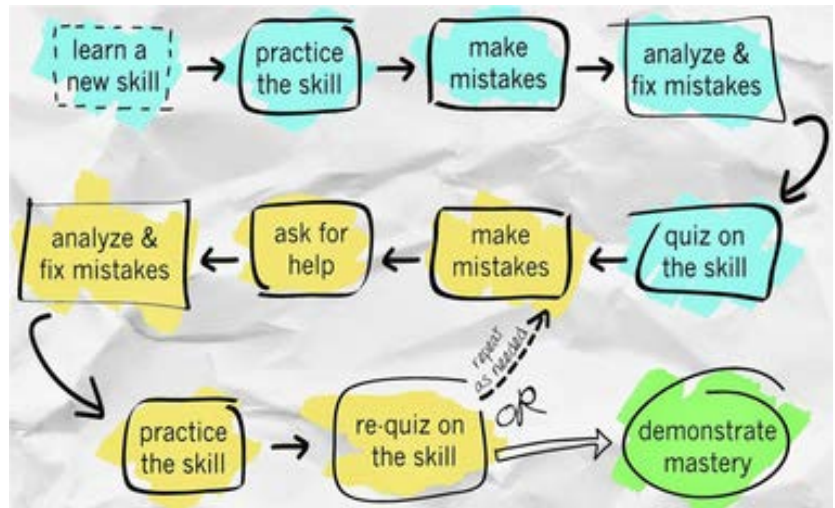 learn a
new skill
practice
the skill
make
mistakes
analyze &
fix mistakes
quiz on
the skill
make
mistakes
ask for
help
analyze &
fix mistakes
practice
the skill
re-quiz on
the skill
repeat
as needed
OR
demonstrate
mastery